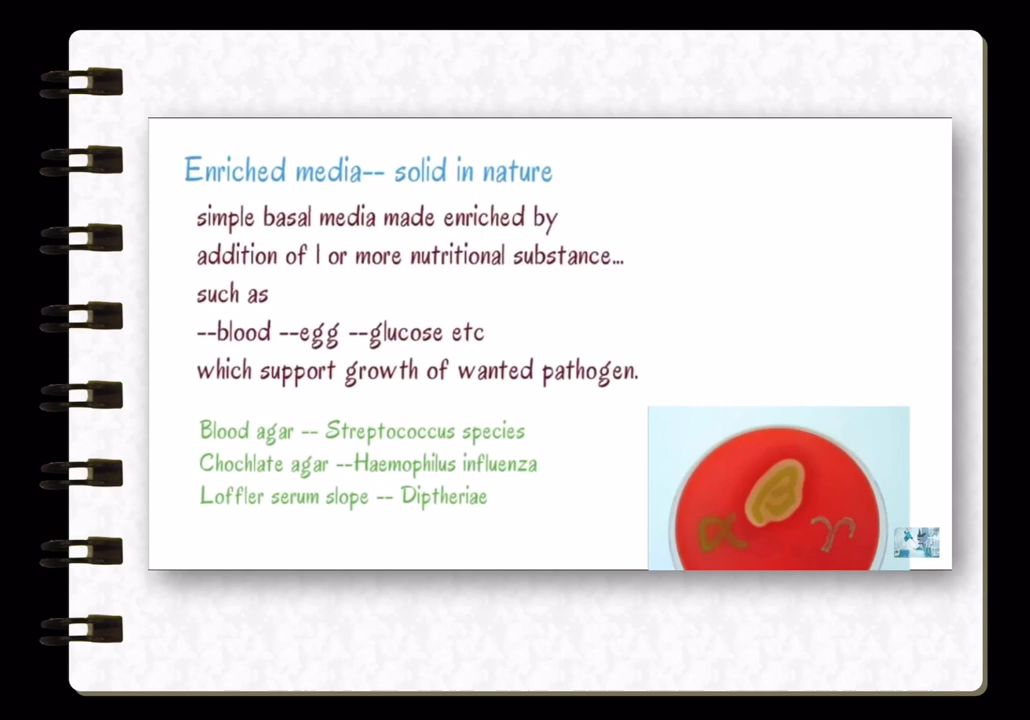 Enriched media-- solid in nature
simple basal media made enriched by
addition of 1 or more nutritional substance...
such as
--blood --egg --glucose etc
which support growth of wanted pathogen.
Blood agar -- Streptococcus species
Chochlate agar --Haemophilus influenza
Loffler serum slope -- Diptheriae
α β γ